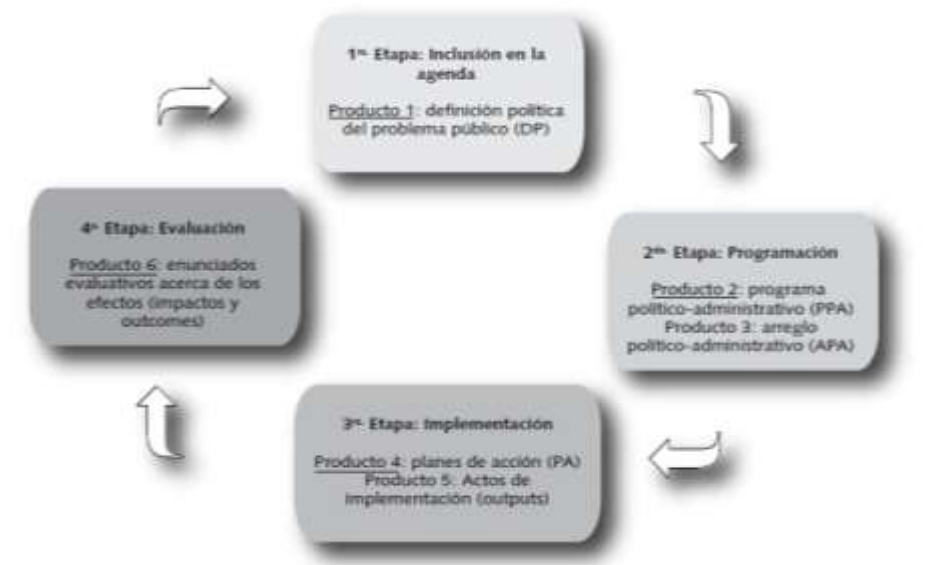 1ra Etapa: Inclusión en la
agenda
Producto 1: definición política
del problema público (DP)
2da Etapa: Programación
Producto 2: programa
político-administrativo (PPA)
Producto 3: arreglo
político-administrativo (APA)
3ra Etapa: Implementación
Producto 4: planes de acción (PA)
Producto 5: Actos de
implementación (outputs)
4a Etapa: Evaluación
Producto 6: enunciados
evaluativos acerca de los
efectos (impactos y
outcomes)